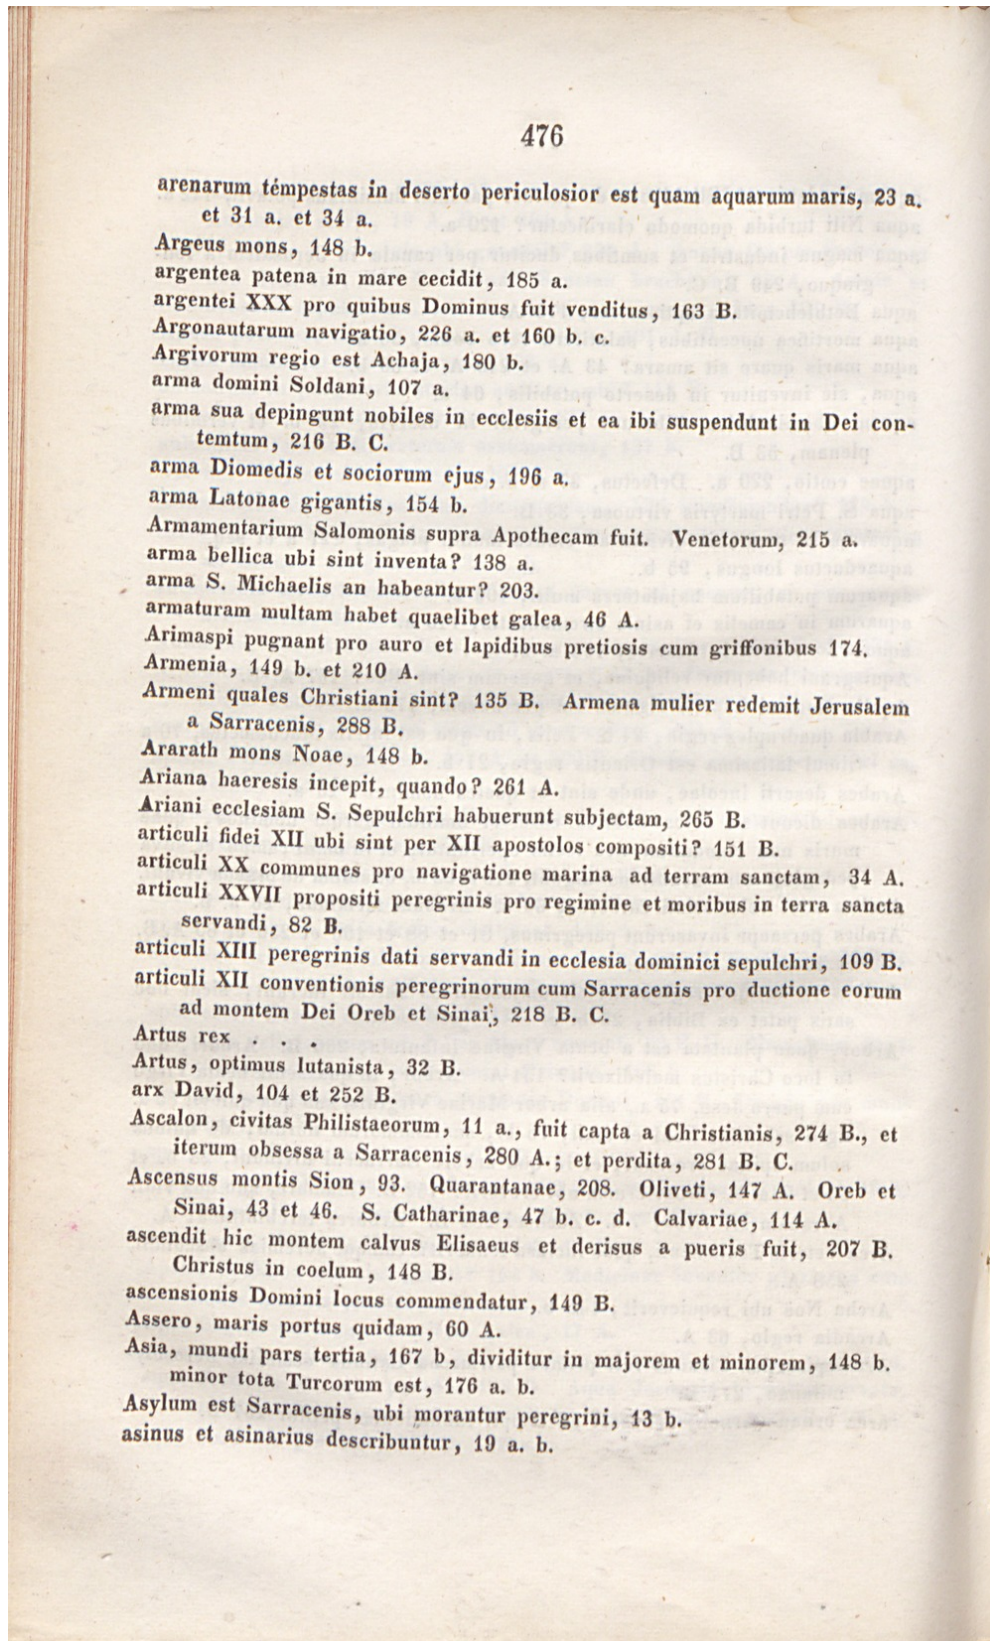 476
arenarum tempestas in deserto periculosior est quam aquarum maris, 23 a.
et 31 a. et 34 a.
Argeus mons, 148 b.
argentea patena in mare cecidit, 185 a.
argentei XXX pro quibus Dominus fuit venditus, 163 B.
Argonautarum navigatio, 226 a. et 160 b. c.
Argivorum regio est Achaja, 180 b.
arma domini Soldani, 107 a.
arma sua depingunt nobiles in ecclesiis et ea ibi suspendunt in Dei con-
temtum, 216 B. C.
arma Diomedis et sociorum ejus, 196 a.
arma Latonae gigantis, 154 b.
Armamentarium Salomonis supra Apothecam fuit. Venetorum, 215 a.
arma bellica ubi sint inventa? 138 a.
arma S. Michaelis an habeantur? 203.
armaturam multam habet quaelibet galea, 46 A.
Arimaspi pugnant pro auro et lapidibus pretiosis cum griffonibus 174.
Armenia, 149 b. et 210 A.
Armeni quales Christiani sint? 135 B. Armena mulier redemit Jerusalem
a Sarracenis, 288 B.
Ararath mons Noae, 148 b.
Ariana haeresis incepit, quando? 261 A.
Ariani ecclesiam S. Sepulchri habuerunt subjectam, 265 B.
articuli fidei XII ubi sint per XII apostolos compositi? 151 B.
articuli XX communes pro navigatione marina ad terram sanctam, 34 A.
articuli XXVII propositi peregrinis pro regimine et moribus in terra sancta
servandi, 82 B.
articuli XIII peregrinis dati servandi in ecclesia dominici sepulchri, 109 B.
articuli XII conventionis peregrinorum cum Sarracenis pro ductione eorum
ad montem Dei Oreb et Sinai, 218 B. C.
Artus rex . . .
Artus, optimus lutanista, 32 B.
arx David, 104 et 252 B.
Ascalon, civitas Philistaeorum, 11 a., fuit capta a Christianis, 274 B., et
iterum obsessa a Sarracenis, 280 A.; et perdita, 281 B. C.
Ascensus montis Sion, 93. Quarantanae, 208. Oliveti, 147 A. Oreb et
Sinai, 43 et 46. S. Catharinae, 47 b. c. d. Calvariae, 114 A.
ascendit hic montem calvus Elisaeus et derisus a pueris fuit, 207 B.
Christus in coelum, 148 B.
ascensionis Domini locus commendatur, 149 B.
Assero, maris portus quidam, 60 A.
Asia, mundi pars tertia, 167 b, dividitur in majorem et minorem, 148 b.
minor tota Turcorum est, 176 a. b.
Asylum est Sarracenis, ubi morantur peregrini, 13 b.
asinus et asinarius describuntur, 19 a. b.